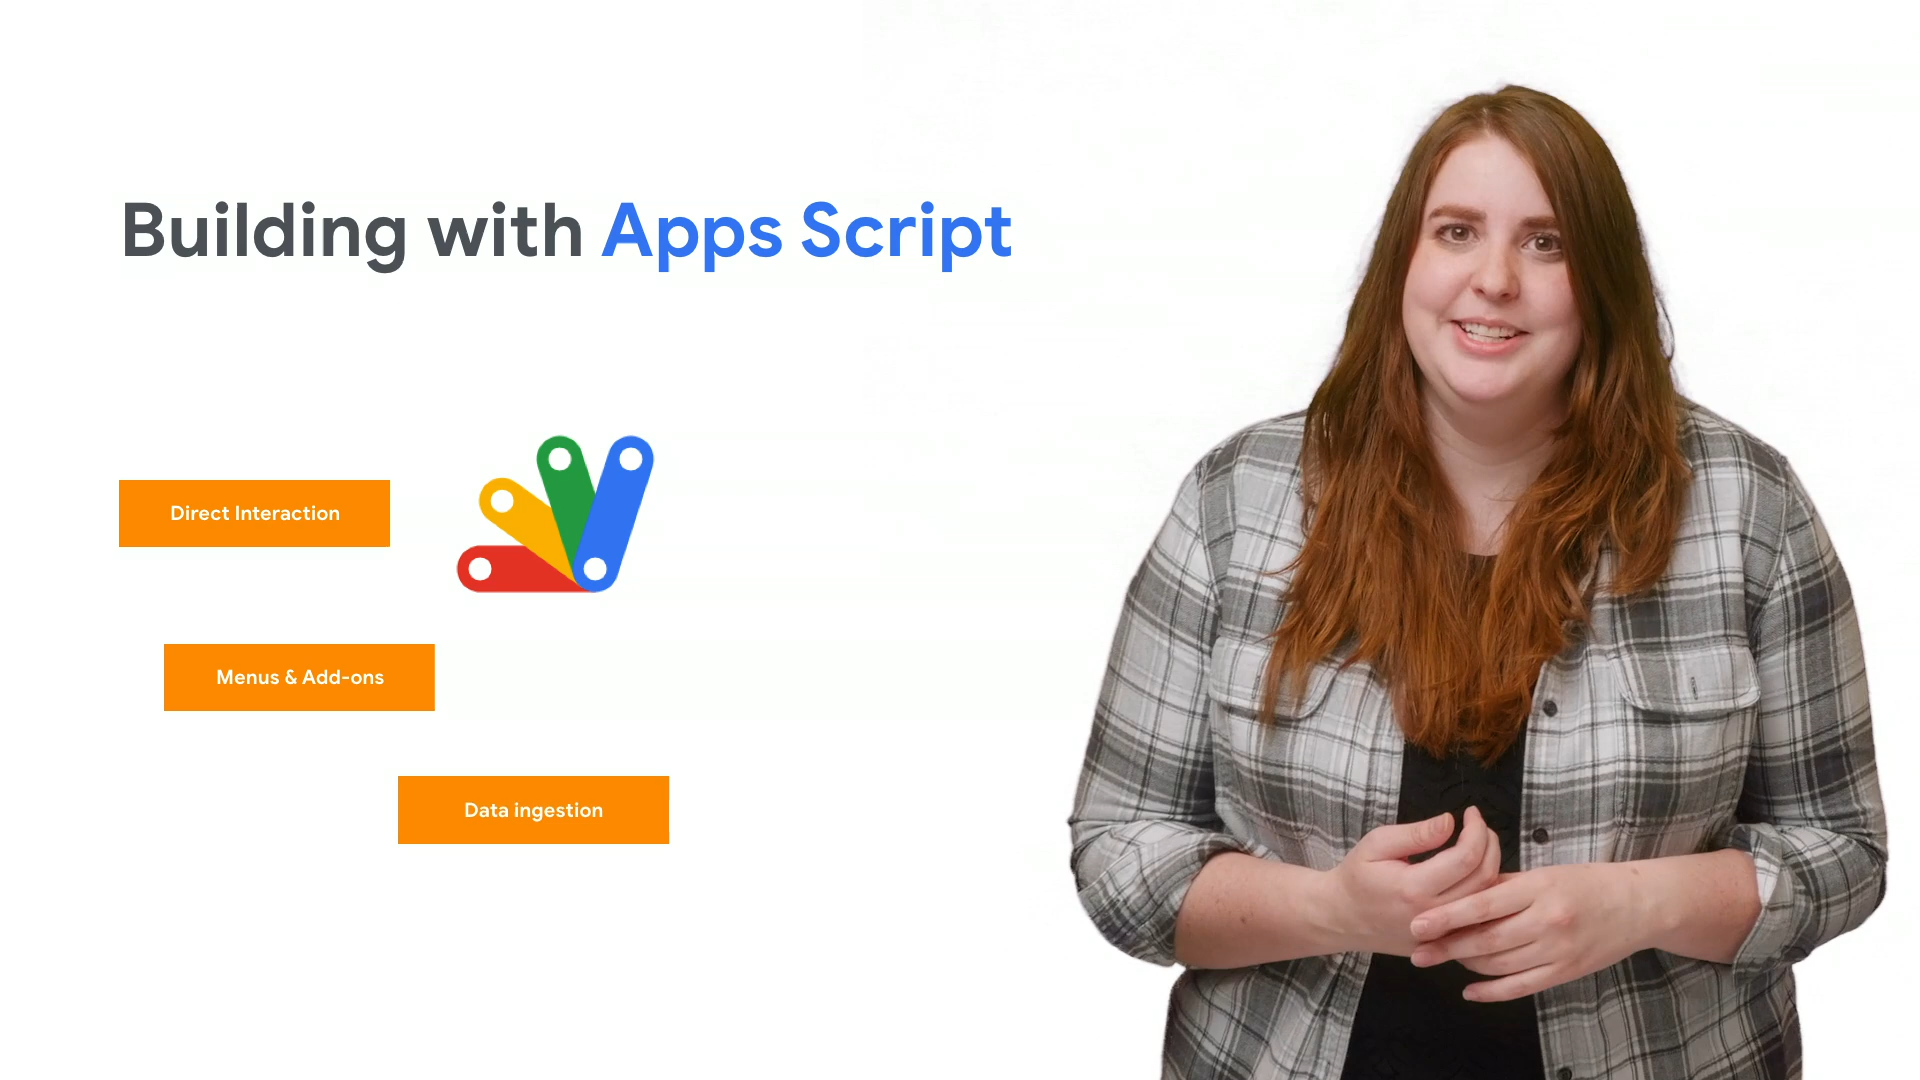 Building with Apps Script
Direct Interaction
Menus & Add-ons
Data ingestion